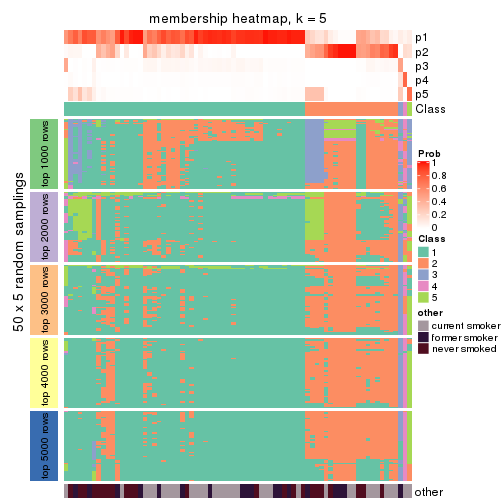 membership heatmap, k = 5
p1
p2
p3
p4
p5
Class
50 x 5 random samplings
top 1000 rows
top 2000 rows
top 3000 rows
top 4000 rows
top 5000 rows
other
Prob
1
0.8
0.6
0.4
0.2
0
Class
1
2
3
4
5
other
current smoker
former smoker
never smoked